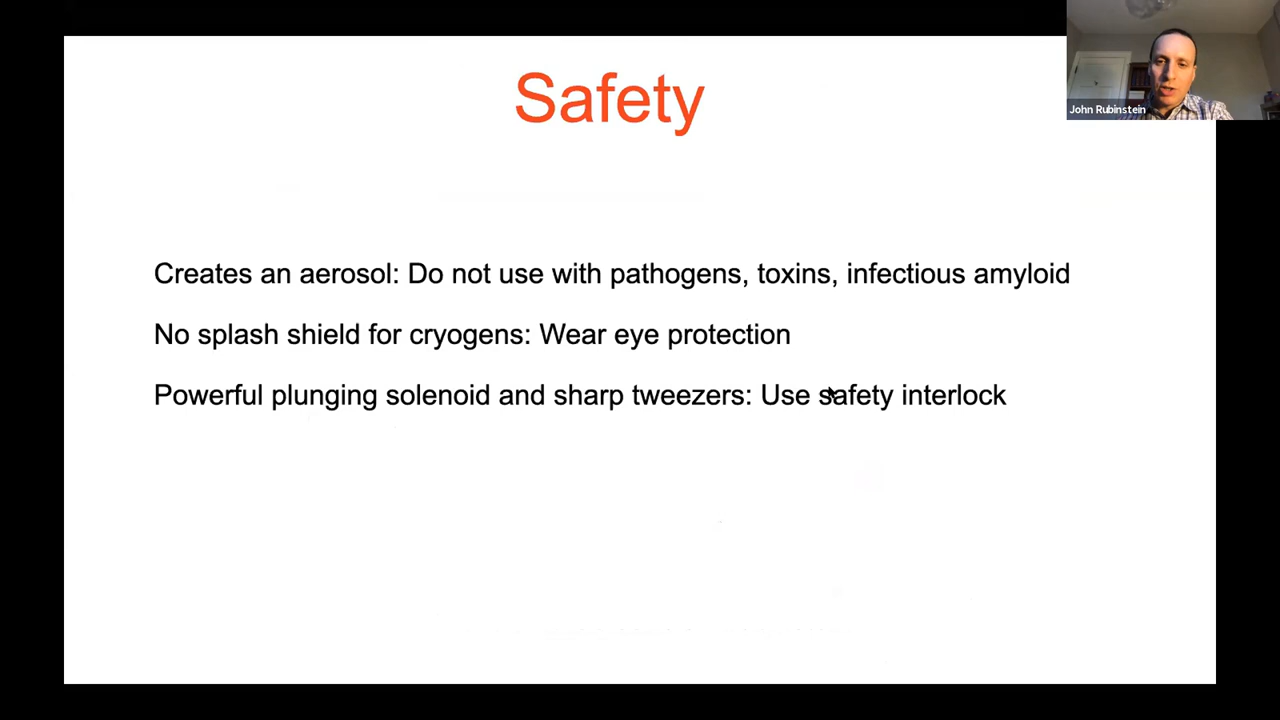 Safety
John Rubinstein
Creates an aerosol: Do not use with pathogens, toxins, infectious amyloid
No splash shield for cryogens: Wear eye protection
Powerful plunging solenoid and sharp tweezers: Use safety interlock